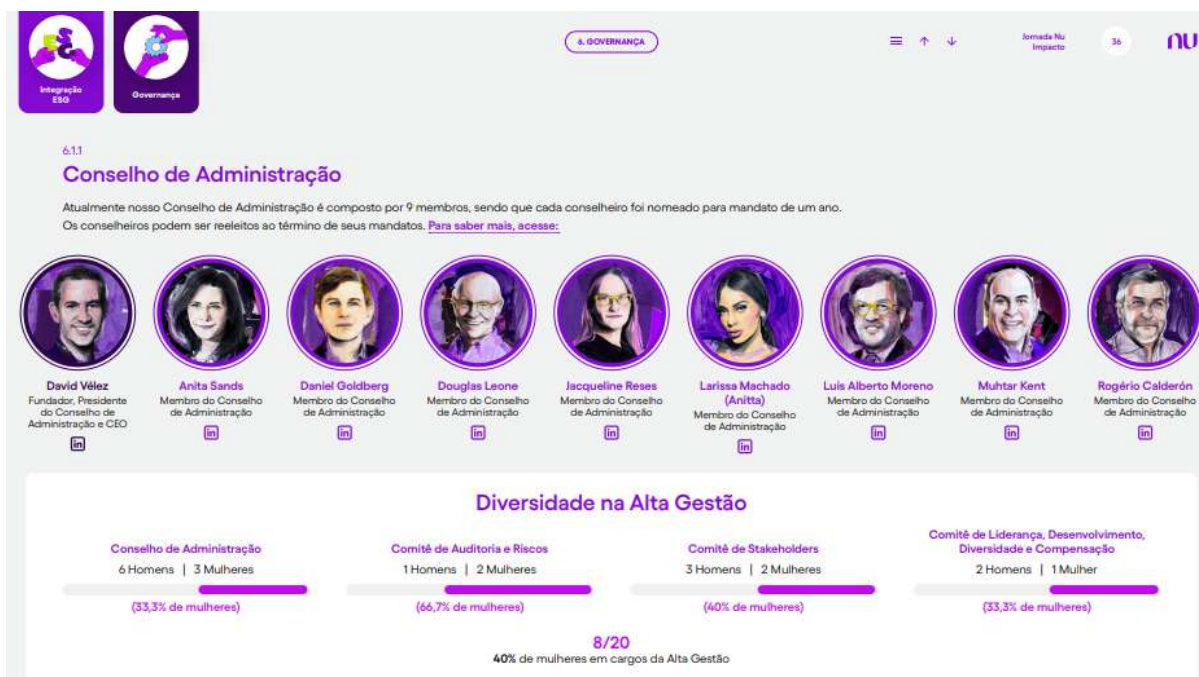 Integração
ESG
Governança
6. GOVERNANÇA
Jornada Nu
Impacto
36
nu
6.1.1
Conselho de Administração
Atualmente nosso Conselho de Administração é composto por 9 membros, sendo que cada conselheiro foi nomeado para mandato de um ano.
Os conselheiros podem ser reeleitos ao término de seus mandatos. Para saber mais, acesse:
David Vélez
Fundador, Presidente
do Conselho de
Administração e CEO
in
Anita Sands
Membro do Conselho
de Administração
in
Daniel Goldberg
Membro do Conselho
de Administração
in
Douglas Leone
Membro do Conselho
de Administração
in
Jacqueline Reses
Membro do Conselho
de Administração
in
Larissa Machado
(Anitta)
Membro do Conselho
de Administração
in
Luis Alberto Moreno
Membro do Conselho
de Administração
in
Muhtar Kent
Membro do Conselho
de Administração
in
Rogério Calderón
Membro do Conselho
de Administração
in
Diversidade na Alta Gestão
Conselho de Administração
6 Homens | 3 Mulheres
(33,3% de mulheres)
Comitê de Auditoria e Riscos
1 Homens | 2 Mulheres
(66,7% de mulheres)
Comitê de Stakeholders
3 Homens | 2 Mulheres
(40% de mulheres)
Comitê de Liderança, Desenvolvimento,
Diversidade e Compensação
2 Homens | 1 Mulher
(33,3% de mulheres)
8/20
40% de mulheres em cargos da Alta Gestão